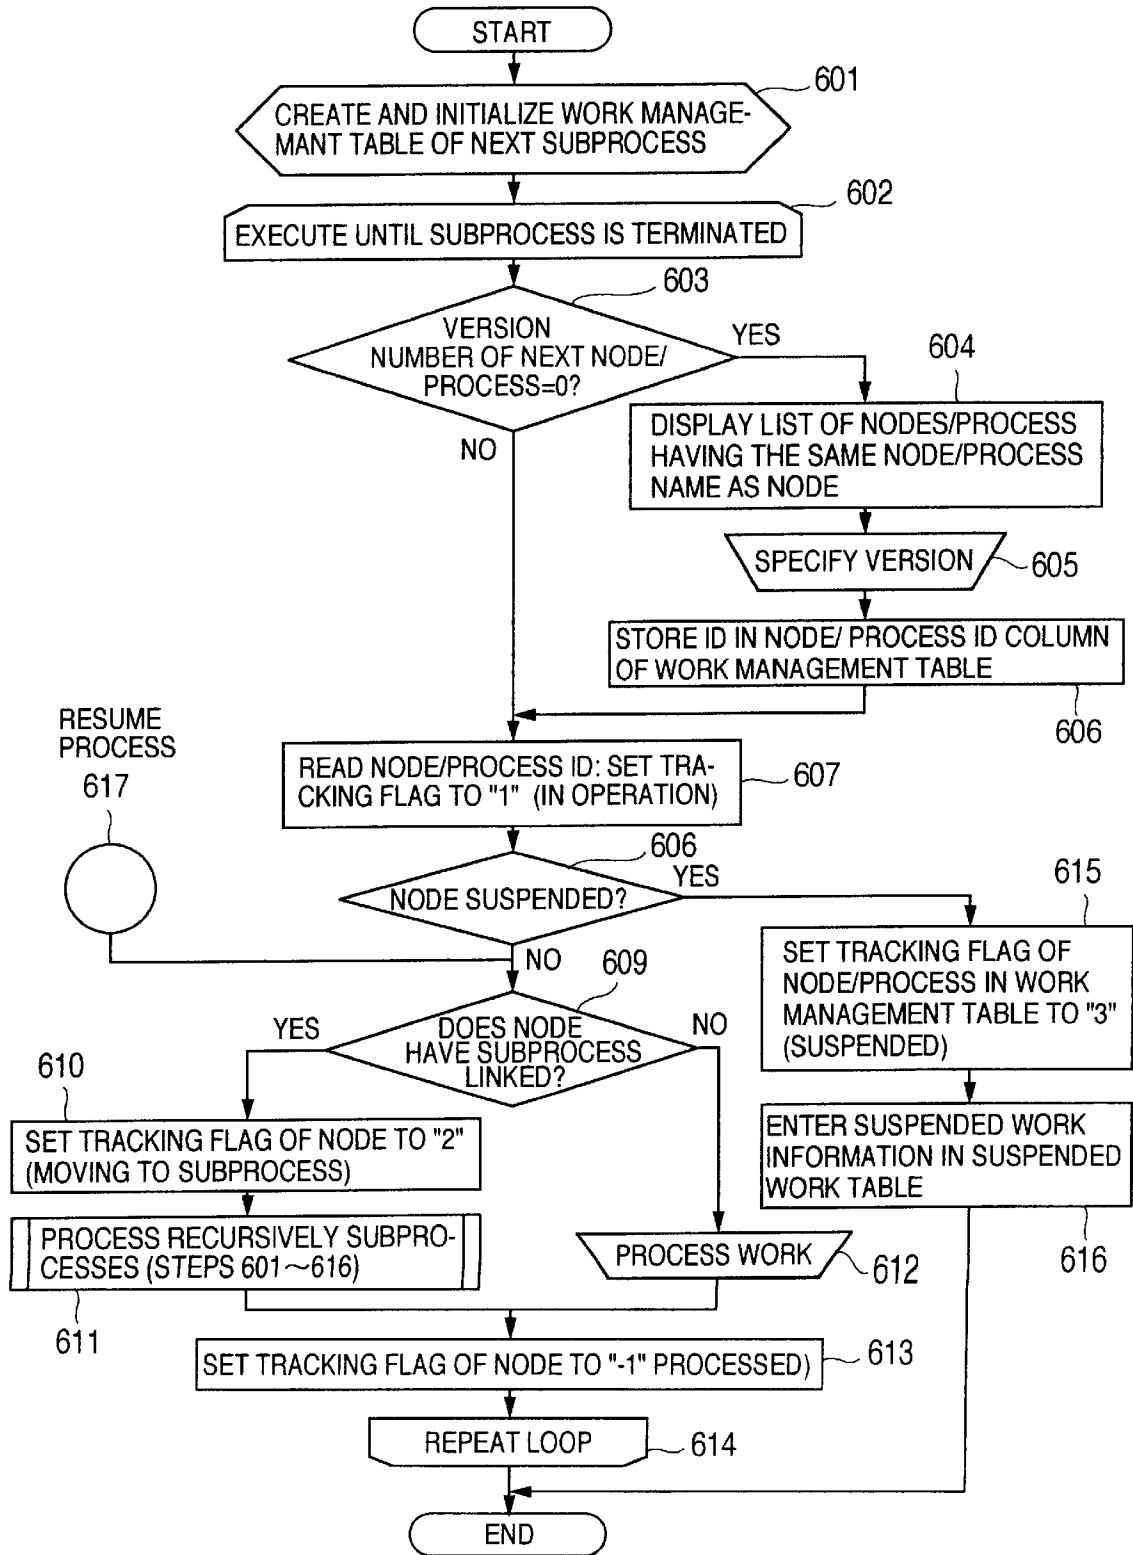 START
601
CREATE AND INITIALIZE WORK MANAGE-
MANT TABLE OF NEXT SUBPROCESS
602
EXECUTE UNTIL SUBPROCESS IS TERMINATED
603
VERSION
NUMBER OF NEXT NODE/
PROCESS=0?
YES
NO
604
DISPLAY LIST OF NODES/PROCESS
HAVING THE SAME NODE/PROCESS
NAME AS NODE
SPECIFY VERSION
605
STORE ID IN NODE/ PROCESS ID COLUMN
OF WORK MANAGEMENT TABLE
606
RESUME
PROCESS
617
READ NODE/PROCESS ID: SET TRA-
CKING FLAG TO "1" (IN OPERATION)
607
606
NODE SUSPENDED?
YES
NO
615
SET TRACKING FLAG OF
NODE/PROCESS IN WORK
MANAGEMENT TABLE TO "3"
(SUSPENDED)
609
DOES NODE
HAVE SUBPROCESS
LINKED?
YES
NO
610
SET TRACKING FLAG OF NODE TO "2"
(MOVING TO SUBPROCESS)
ENTER SUSPENDED WORK
INFORMATION IN SUSPENDED
WORK TABLE
616
PROCESS RECURSIVELY SUBPRO-
CESSES (STEPS 601~616)
611
PROCESS WORK
612
SET TRACKING FLAG OF NODE TO "-1" PROCESSED)
613
REPEAT LOOP
614
END